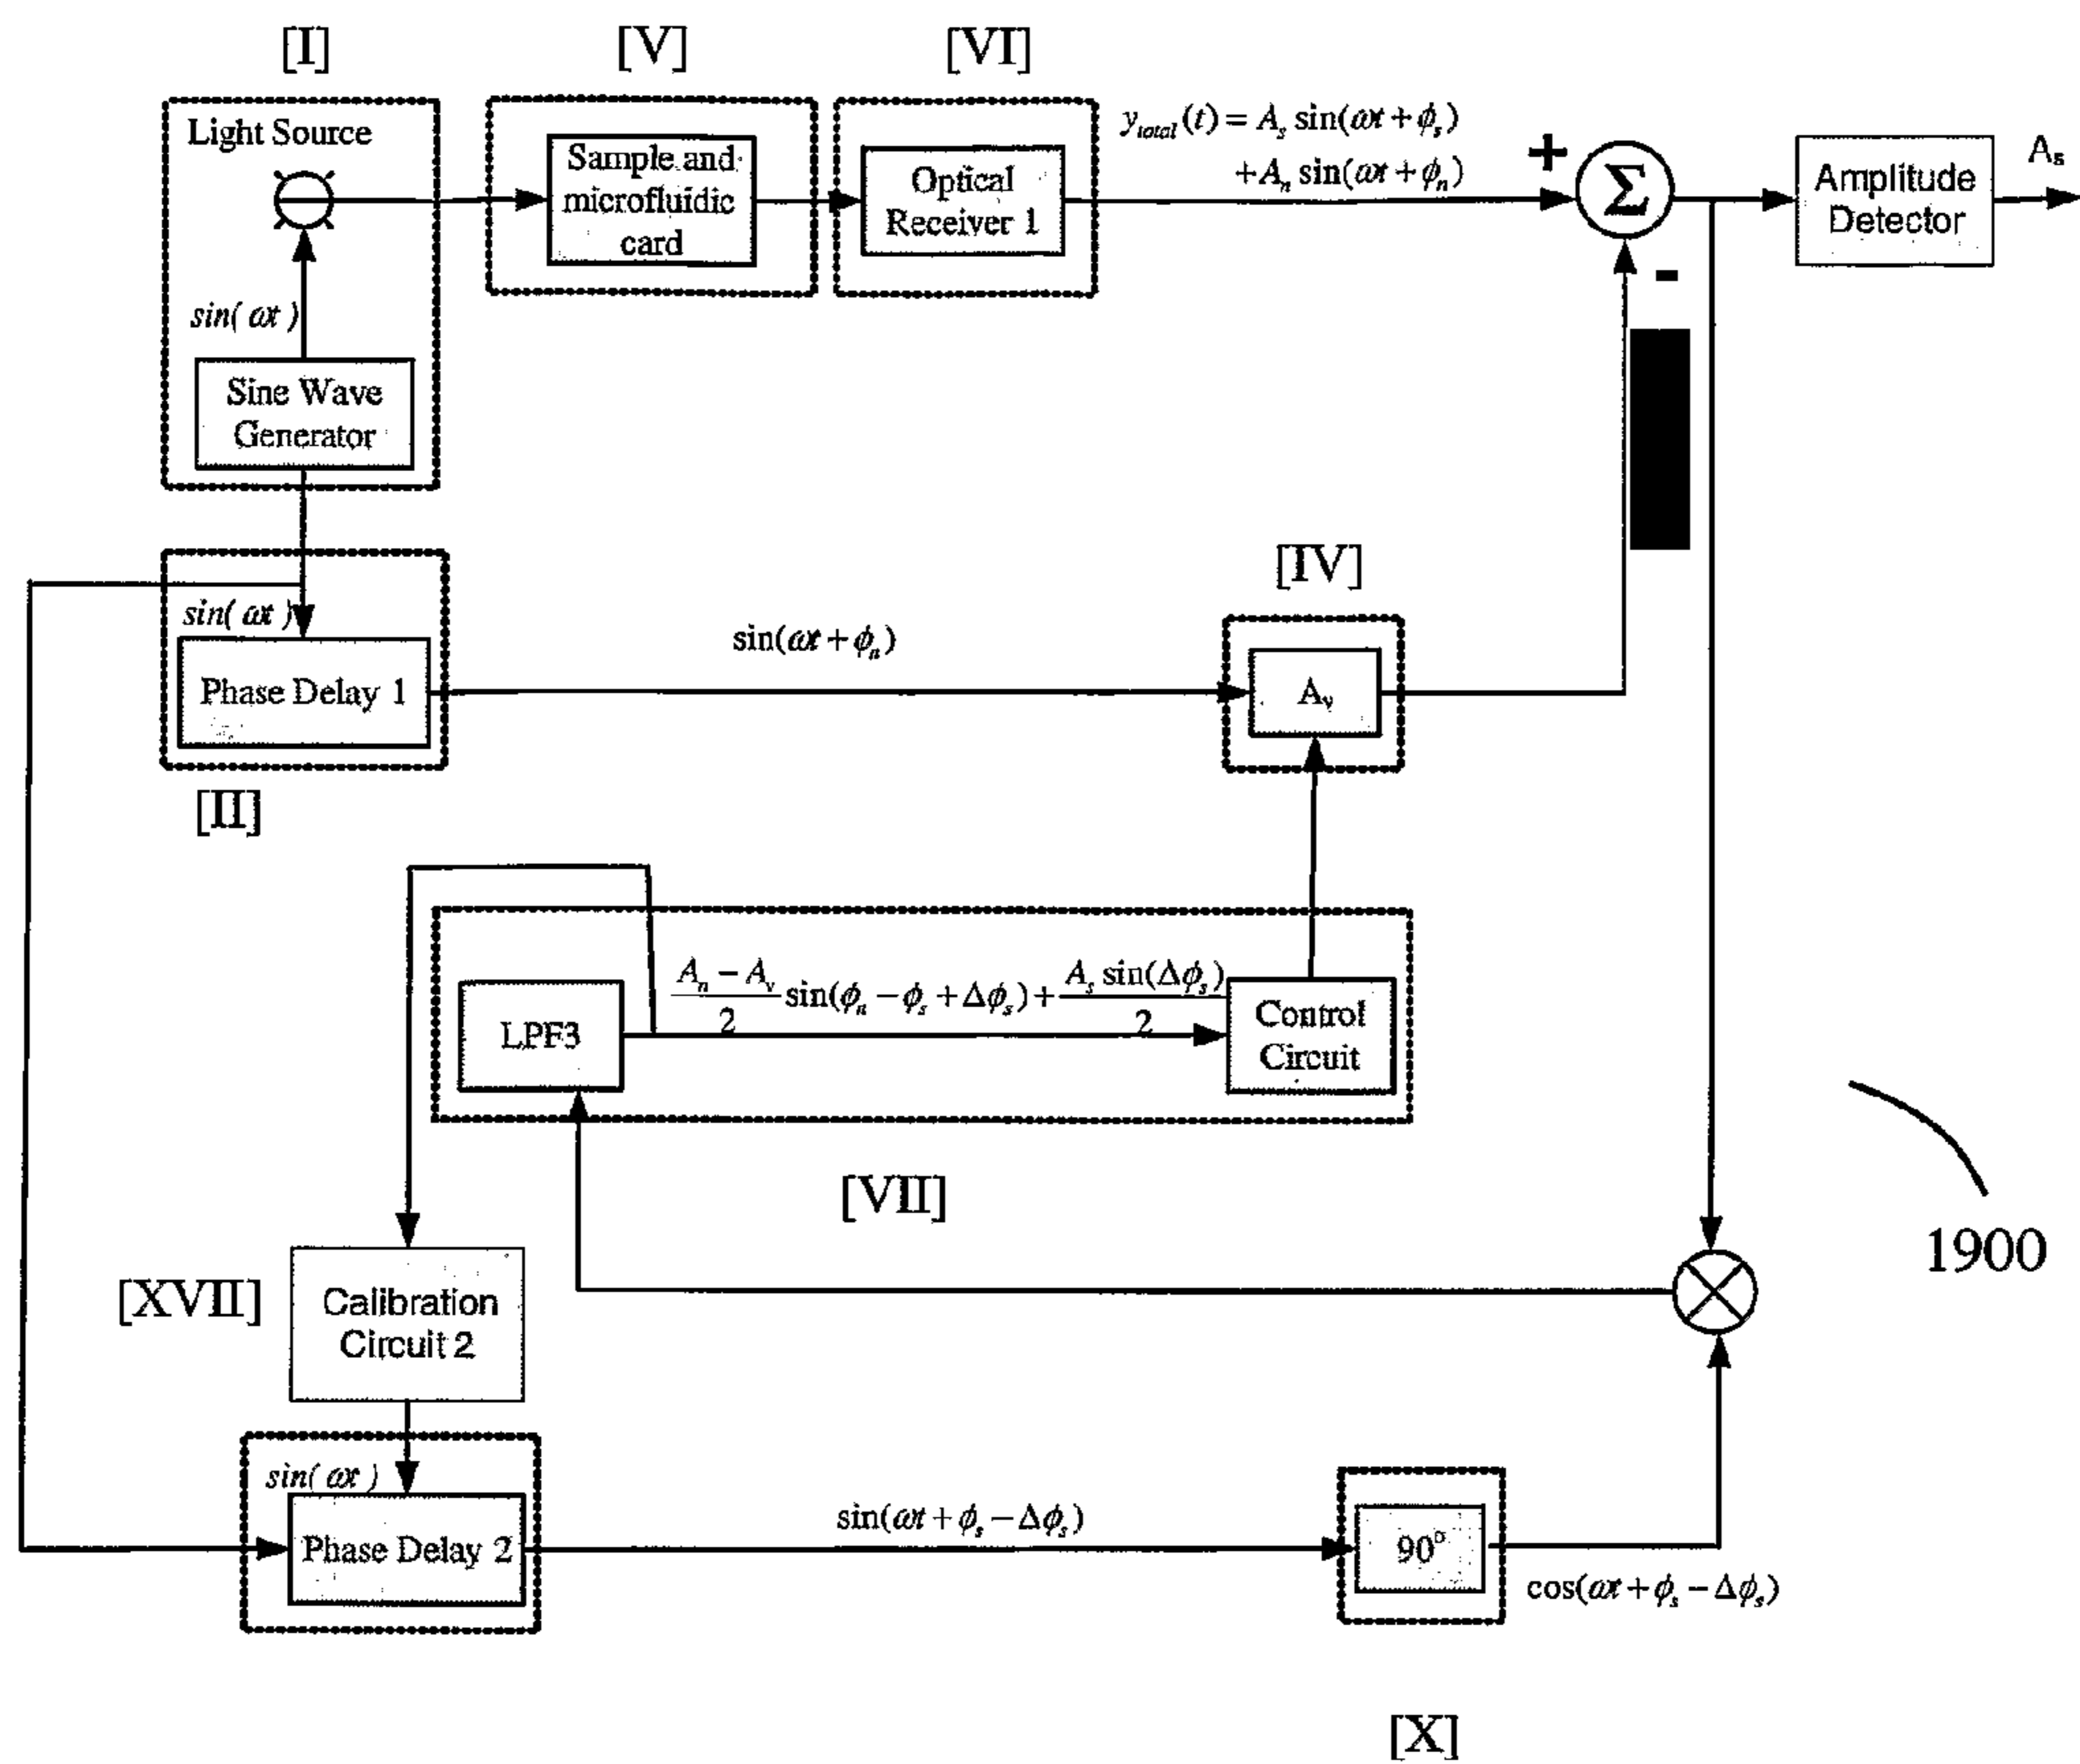 [I]
[V]
[VI]
Light Source
Sample and
microfluidic
card
Optical
Receiver 1
y_total(t) = A_s sin(ωt + ϕ_s)
+ A_n sin(ωt + ϕ_n)
+
Σ
-
Amplitude
Detector
A_s
sin( ωt )
Sine Wave
Generator
[IV]
sin( ωt )
Phase Delay 1
sin(ωt + ϕ_n)
A_v
[II]
LPF3
(A_n − A_v)/2 sin(ϕ_n − ϕ_s + Δϕ_s) + A_s sin(Δϕ_s)/2
Control
Circuit
[VII]
1900
[XVII]
Calibration
Circuit 2
sin( ωt )
Phase Delay 2
sin(ωt + ϕ_s − Δϕ_s)
90°
cos(ωt + ϕ_s − Δϕ_s)
[X]